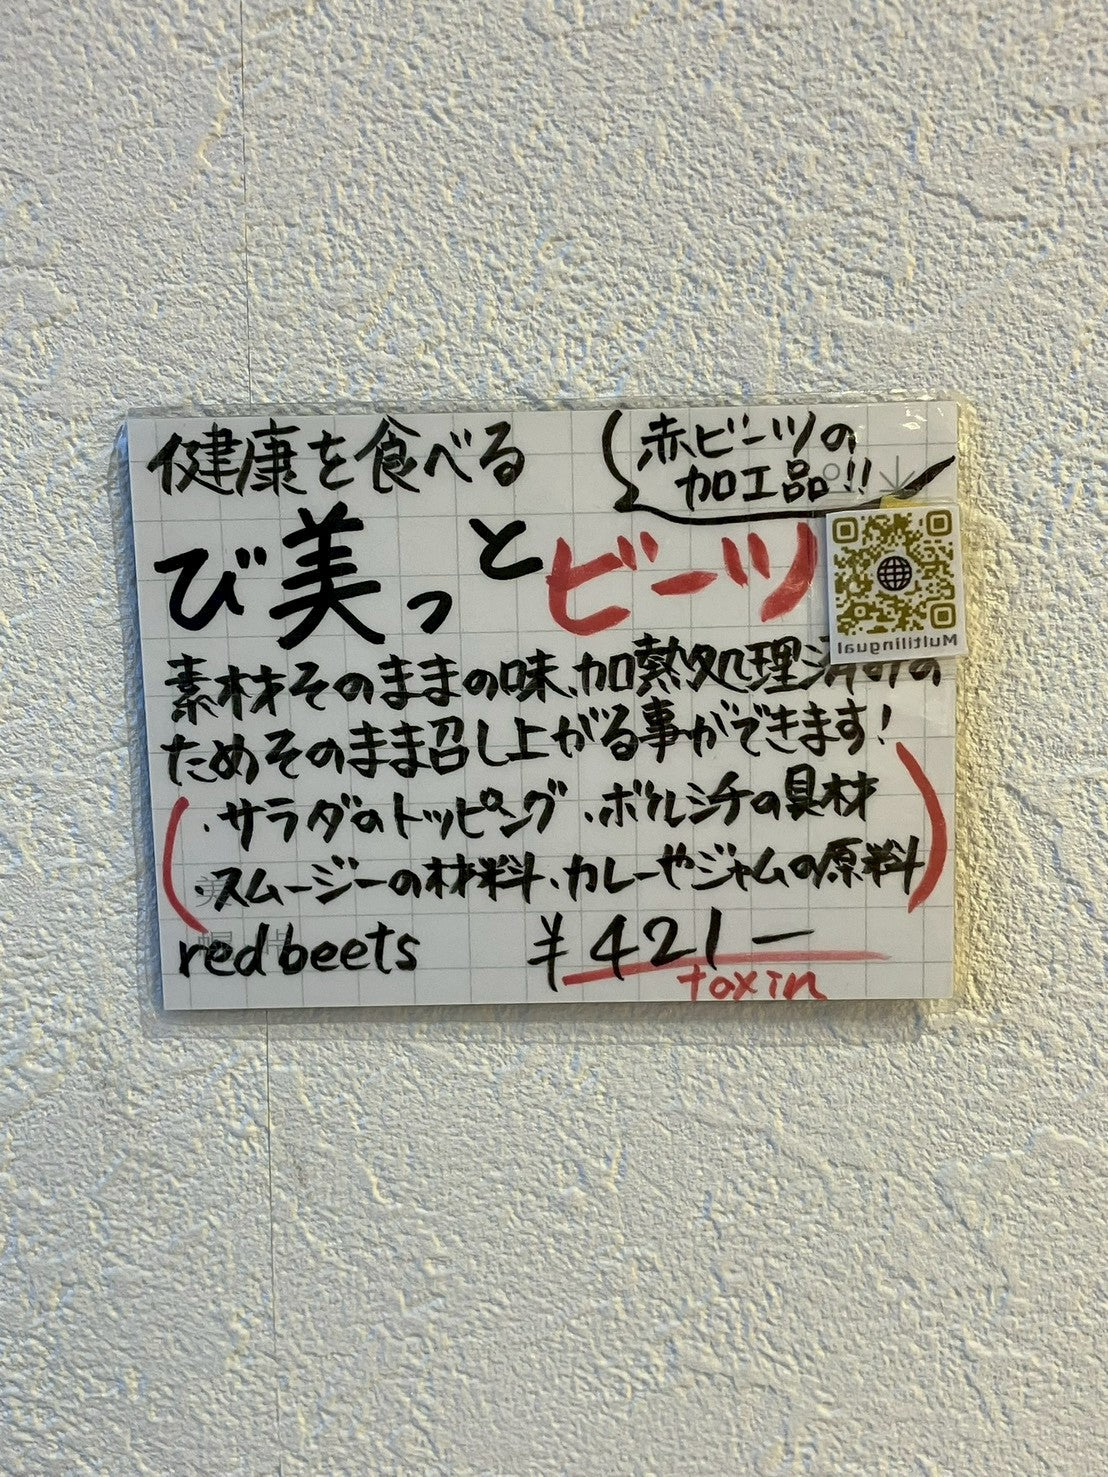 健康を食べる
赤ビーツの
加工品!!
び美っとビーツ
素材そのままの味、加熱処理済みの
ためそのまま召し上がる事ができます!
・サラダのトッピング ・ボルシチの具材
・スムージーの材料・カレーやジャムの原料
red beets ¥421ー
toxin
Multilingual